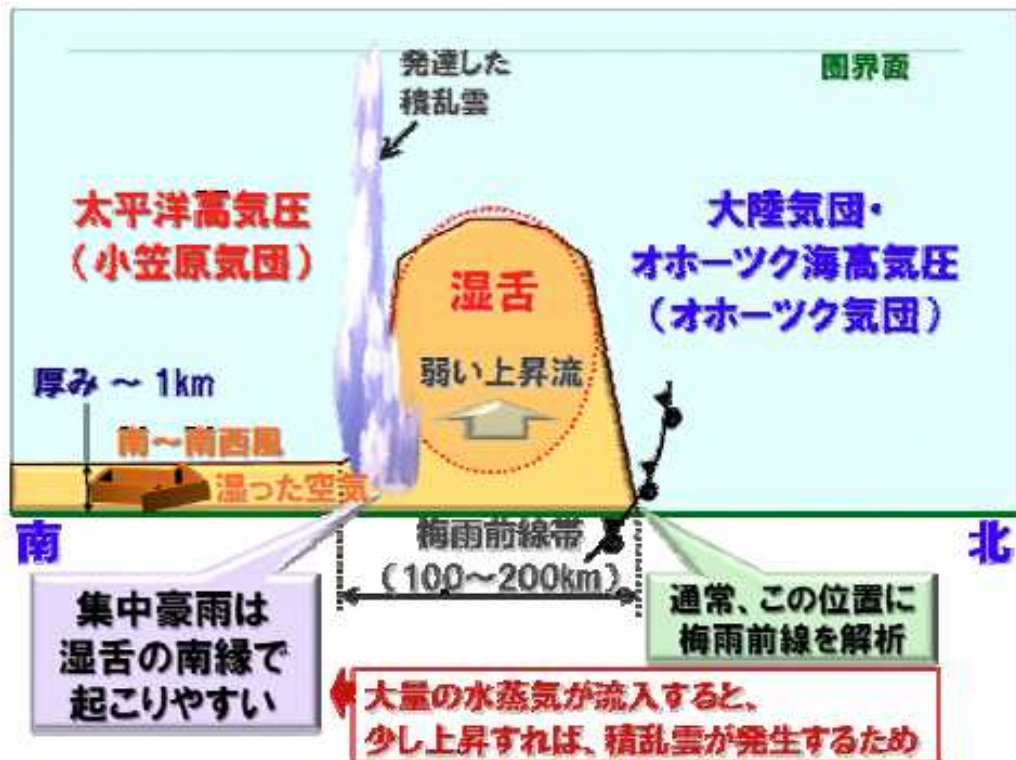 圏界面
発達した
積乱雲
太平洋高気圧
(小笠原気団)
大陸気団・
オホーツク海高気圧
(オホーツク気団)
湿舌
弱い上昇流
厚み ~ 1km
南~南西風
湿った空気
南
北
梅雨前線帯
(100~200km)
集中豪雨は
湿舌の南縁で
起こりやすい
通常、この位置に
梅雨前線を解析
大量の水蒸気が流入すると、
少し上昇すれば、積乱雲が発生するため